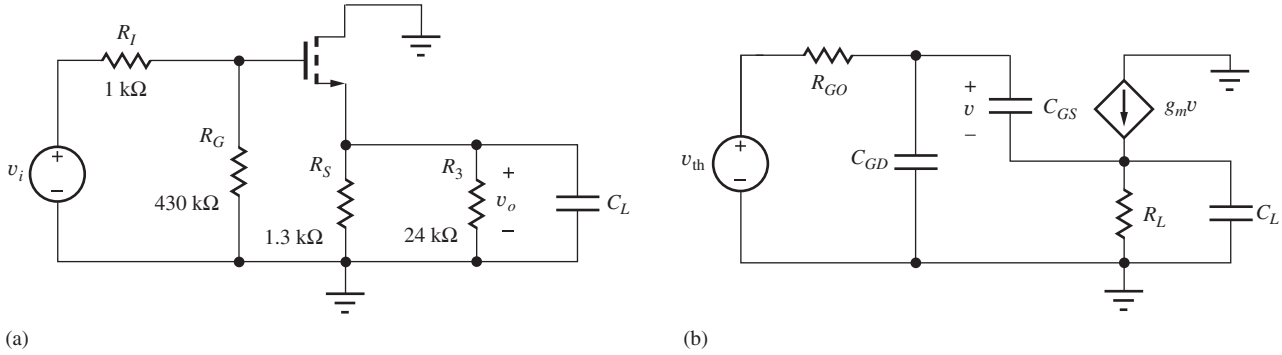 R_I
1 kΩ
v_i
+
−
R_G
430 kΩ
R_S
1.3 kΩ
R_3
24 kΩ
+
v_o
−
C_L
(a)
v_th
+
−
R_GO
C_GD
+
v
−
C_GS
g_m v
R_L
C_L
(b)